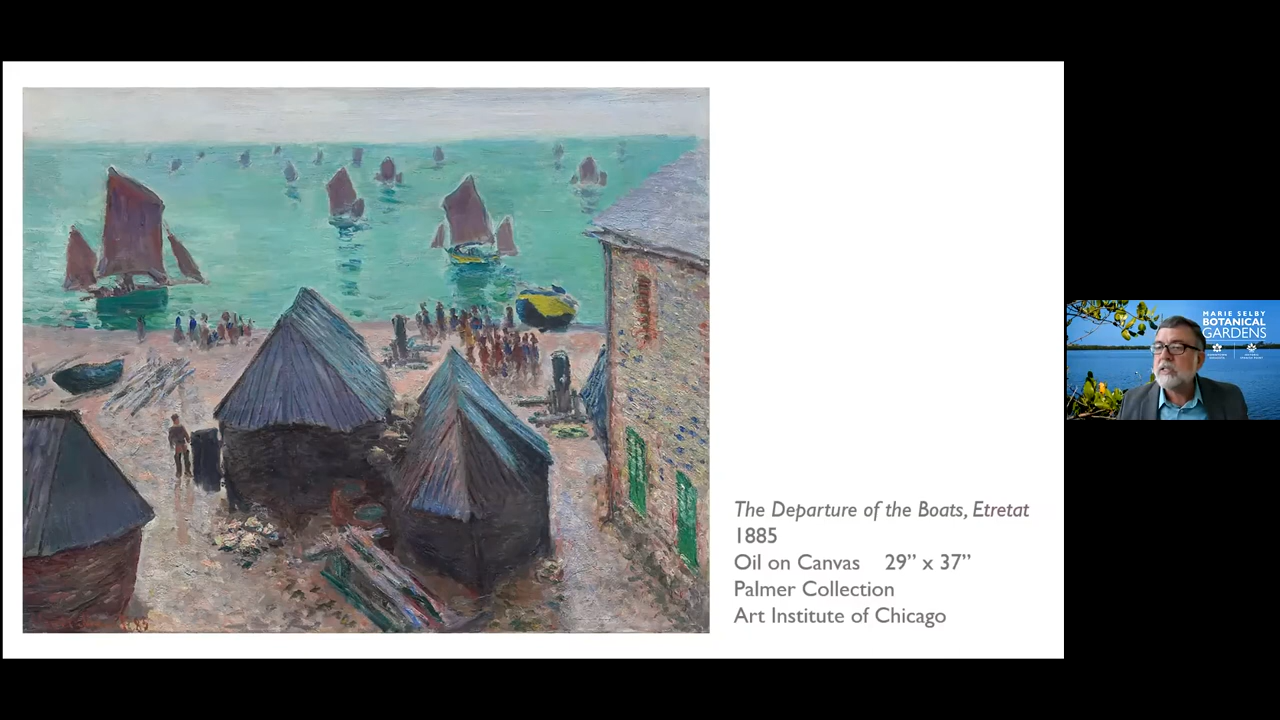 The Departure of the Boats, Etretat
1885
Oil on Canvas 29” x 37”
Palmer Collection
Art Institute of Chicago
MARIE SELBY
BOTANICAL
GARDENS